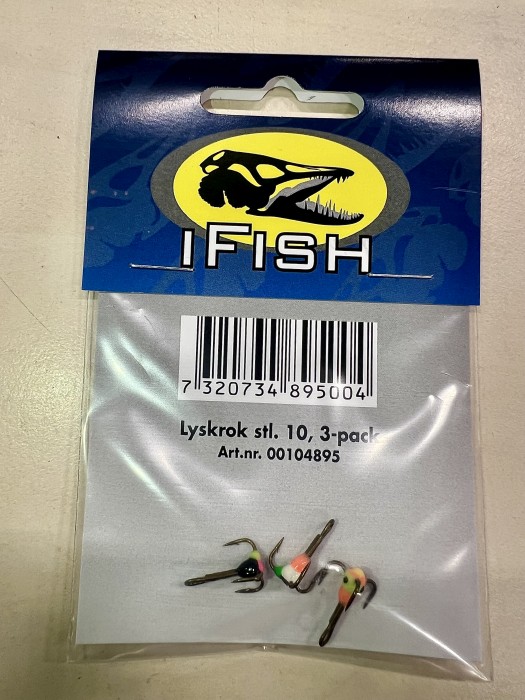 iFISH
7 320734 895004
Lyskrok stl. 10, 3-pack
Art.nr. 00104895